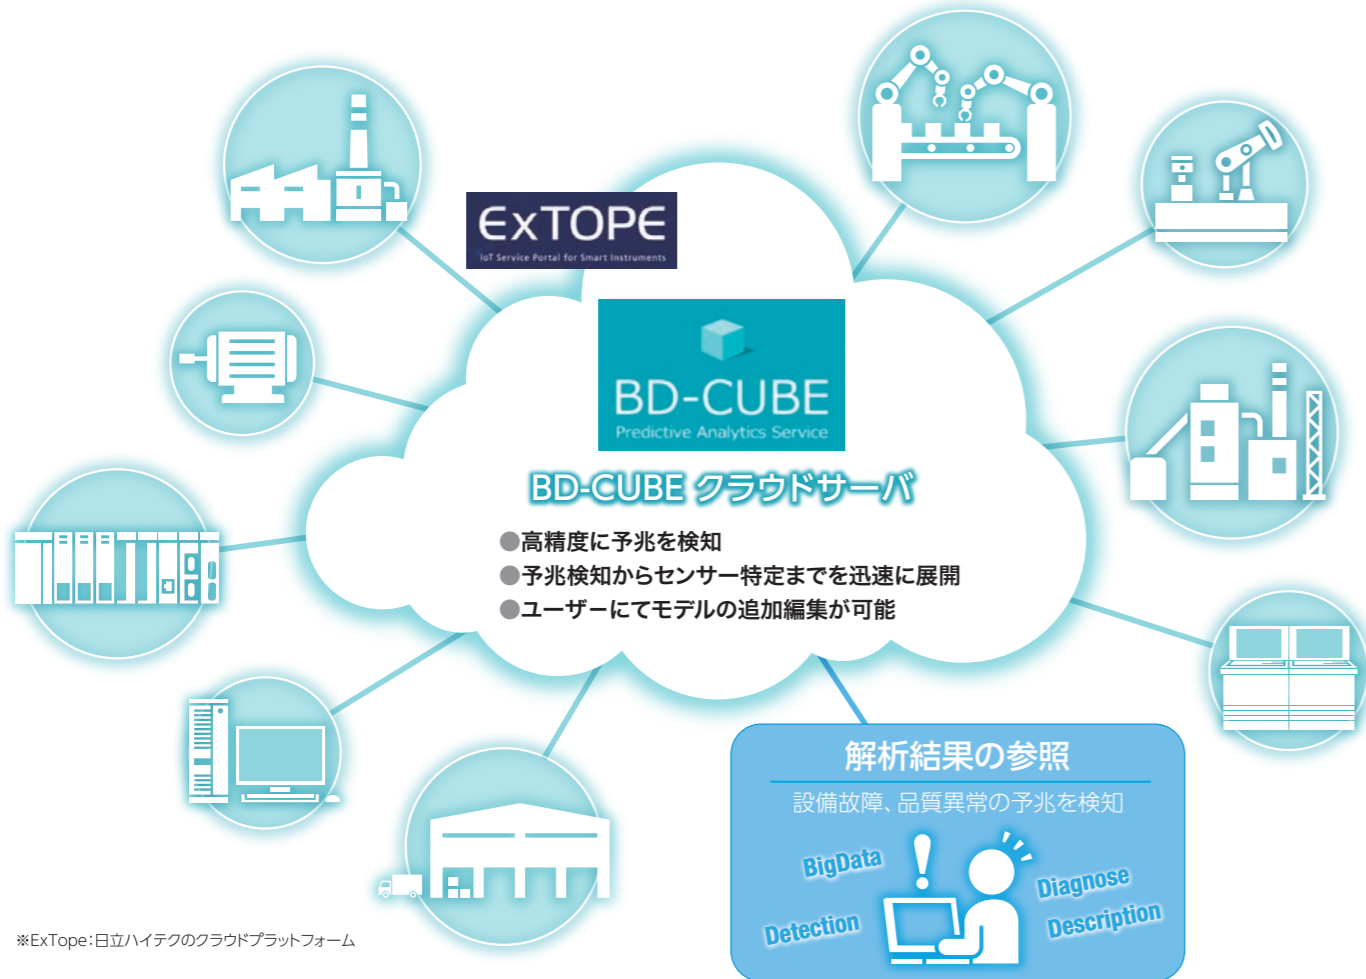 ExTOPE
IoT Service Portal for Smart Instruments
BD-CUBE
Predictive Analytics Service
BD-CUBE クラウドサーバ
●高精度に予兆を検知
●予兆検知からセンサー特定までを迅速に展開
●ユーザーにてモデルの追加編集が可能
解析結果の参照
設備故障、品質異常の予兆を検知
BigData
!
Diagnose
Detection
Description
※ExTope:日立ハイテクのクラウドプラットフォーム